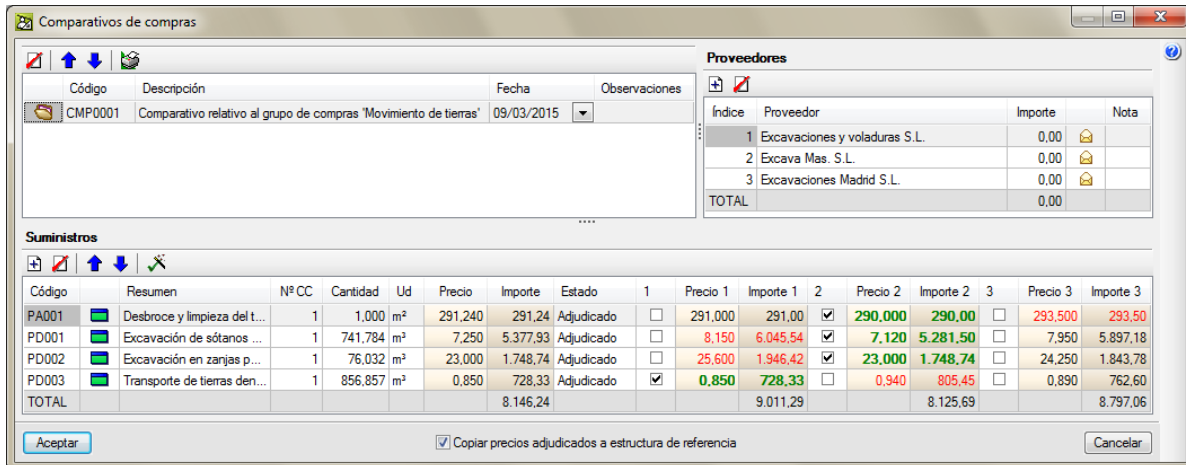 Comparativos de compras
Código Descripción Fecha Observaciones
CMP0001 Comparativo relativo al grupo de compras 'Movimiento de tierras' 09/03/2015
Proveedores
Índice Proveedor Importe Nota
1 Excavaciones y voladuras S.L. 0,00
2 Excava Mas. S.L. 0,00
3 Excavaciones Madrid S.L. 0,00
TOTAL 0,00
Suministros
Código Resumen Nº CC Cantidad Ud Precio Importe Estado 1 Precio 1 Importe 1 2 Precio 2 Importe 2 3 Precio 3 Importe 3
PA001 Desbroce y limpieza del t... 1 1,000 m² 291,240 291,24 Adjudicado 291,000 291,00 290,000 290,00 293,500 293,50
PD001 Excavación de sótanos ... 1 741,784 m³ 7,250 5.377,93 Adjudicado 8,150 6.045,54 7,120 5.281,50 7,950 5.897,18
PD002 Excavación en zanjas p... 1 76,032 m³ 23,000 1.748,74 Adjudicado 25,600 1.946,42 23,000 1.748,74 24,250 1.843,78
PD003 Transporte de tierras den... 1 856,857 m³ 0,850 728,33 Adjudicado 0,850 728,33 0,940 805,45 0,890 762,60
TOTAL 8.146,24 9.011,29 8.125,69 8.797,06
Aceptar Copiar precios adjudicados a estructura de referencia Cancelar